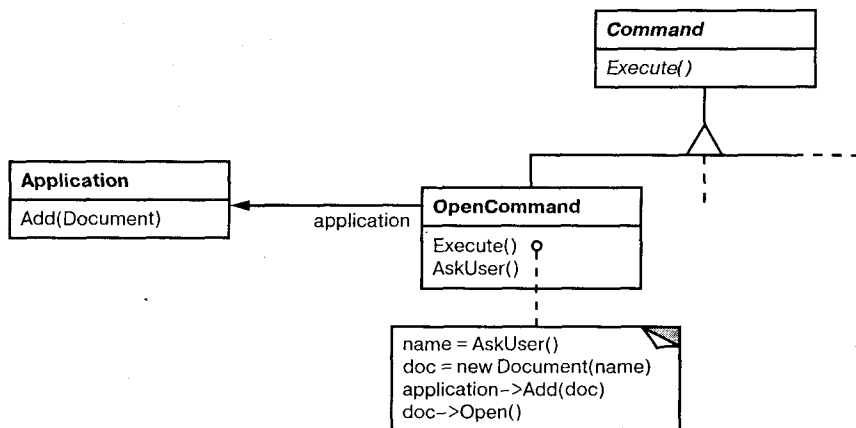 Command
Execute()
Application
Add(Document)
application
OpenCommand
Execute()
AskUser()
name = AskUser()
doc = new Document(name)
application->Add(doc)
doc->Open()